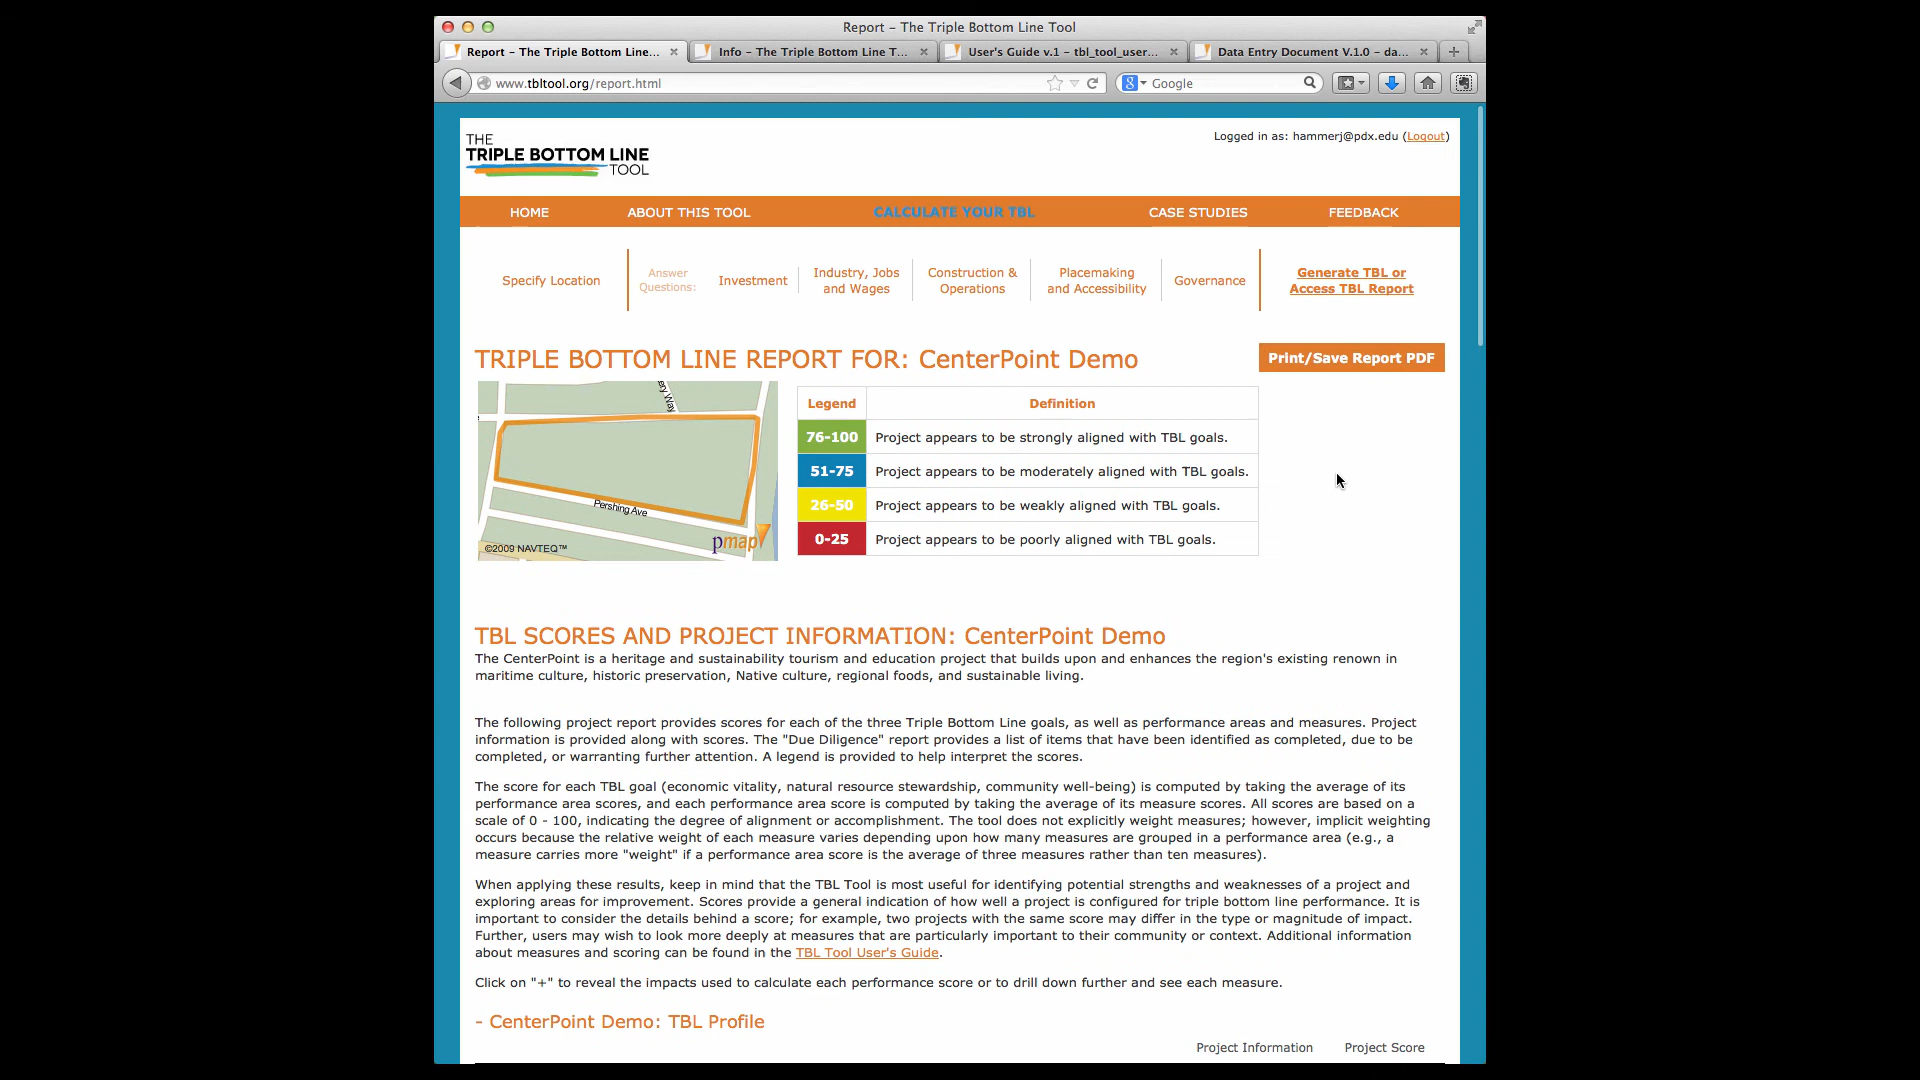 Report – The Triple Bottom Line Tool
Report – The Triple Bottom Line...
Info – The Triple Bottom Line T...
User's Guide v.1 – tbl_tool_user...
Data Entry Document V.1.0 – da...
www.tbltool.org/report.html
Google
THE
TRIPLE BOTTOM LINE
TOOL
Logged in as: hammerj@pdx.edu (Logout)
HOME
ABOUT THIS TOOL
CALCULATE YOUR TBL
CASE STUDIES
FEEDBACK
Specify Location
Answer
Questions:
Investment
Industry, Jobs
and Wages
Construction &
Operations
Placemaking
and Accessibility
Governance
Generate TBL or
Access TBL Report
TRIPLE BOTTOM LINE REPORT FOR: CenterPoint Demo
Print/Save Report PDF
ery Way
Pershing Ave
©2009 NAVTEQ™
pmap
Legend Definition
76-100 Project appears to be strongly aligned with TBL goals.
51-75 Project appears to be moderately aligned with TBL goals.
26-50 Project appears to be weakly aligned with TBL goals.
0-25 Project appears to be poorly aligned with TBL goals.
TBL SCORES AND PROJECT INFORMATION: CenterPoint Demo
The CenterPoint is a heritage and sustainability tourism and education project that builds upon and enhances the region's existing renown in
maritime culture, historic preservation, Native culture, regional foods, and sustainable living.
The following project report provides scores for each of the three Triple Bottom Line goals, as well as performance areas and measures. Project
information is provided along with scores. The "Due Diligence" report provides a list of items that have been identified as completed, due to be
completed, or warranting further attention. A legend is provided to help interpret the scores.
The score for each TBL goal (economic vitality, natural resource stewardship, community well-being) is computed by taking the average of its
performance area scores, and each performance area score is computed by taking the average of its measure scores. All scores are based on a
scale of 0 - 100, indicating the degree of alignment or accomplishment. The tool does not explicitly weight measures; however, implicit weighting
occurs because the relative weight of each measure varies depending upon how many measures are grouped in a performance area (e.g., a
measure carries more "weight" if a performance area score is the average of three measures rather than ten measures).
When applying these results, keep in mind that the TBL Tool is most useful for identifying potential strengths and weaknesses of a project and
exploring areas for improvement. Scores provide a general indication of how well a project is configured for triple bottom line performance. It is
important to consider the details behind a score; for example, two projects with the same score may differ in the type or magnitude of impact.
Further, users may wish to look more deeply at measures that are particularly important to their community or context. Additional information
about measures and scoring can be found in the TBL Tool User's Guide.
Click on "+" to reveal the impacts used to calculate each performance score or to drill down further and see each measure.
- CenterPoint Demo: TBL Profile
Project Information Project Score